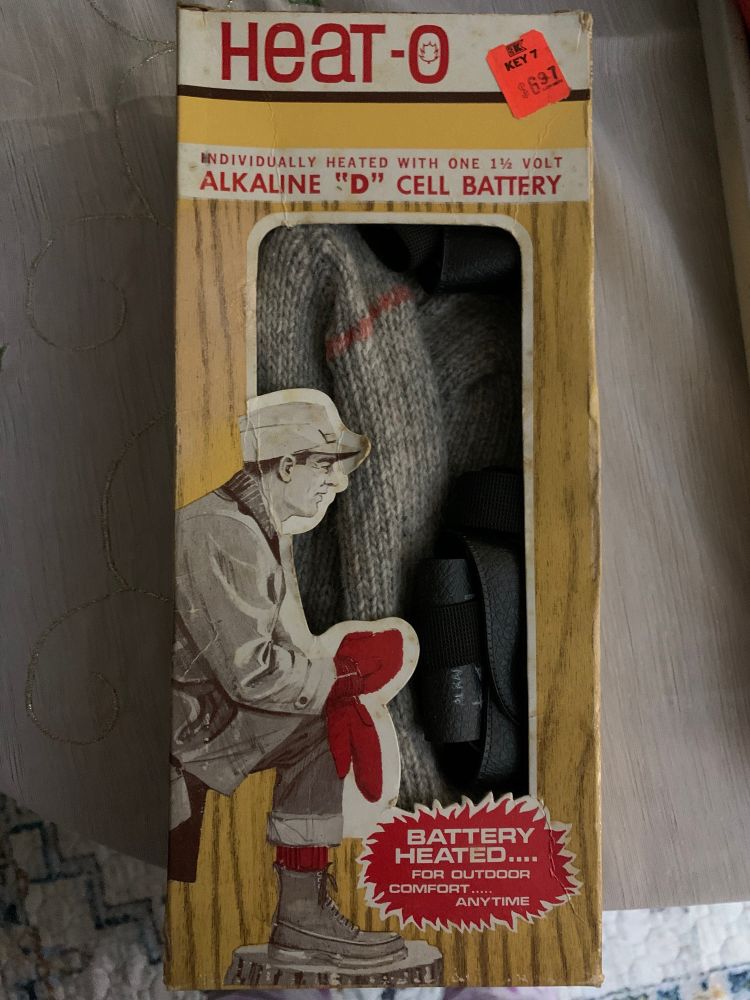 HeaT-O
K
KEY 7
$6.97
INDIVIDUALLY HEATED WITH ONE 1½ VOLT
ALKALINE "D" CELL BATTERY
BATTERY
HEATED....
FOR OUTDOOR
COMFORT.....
ANYTIME